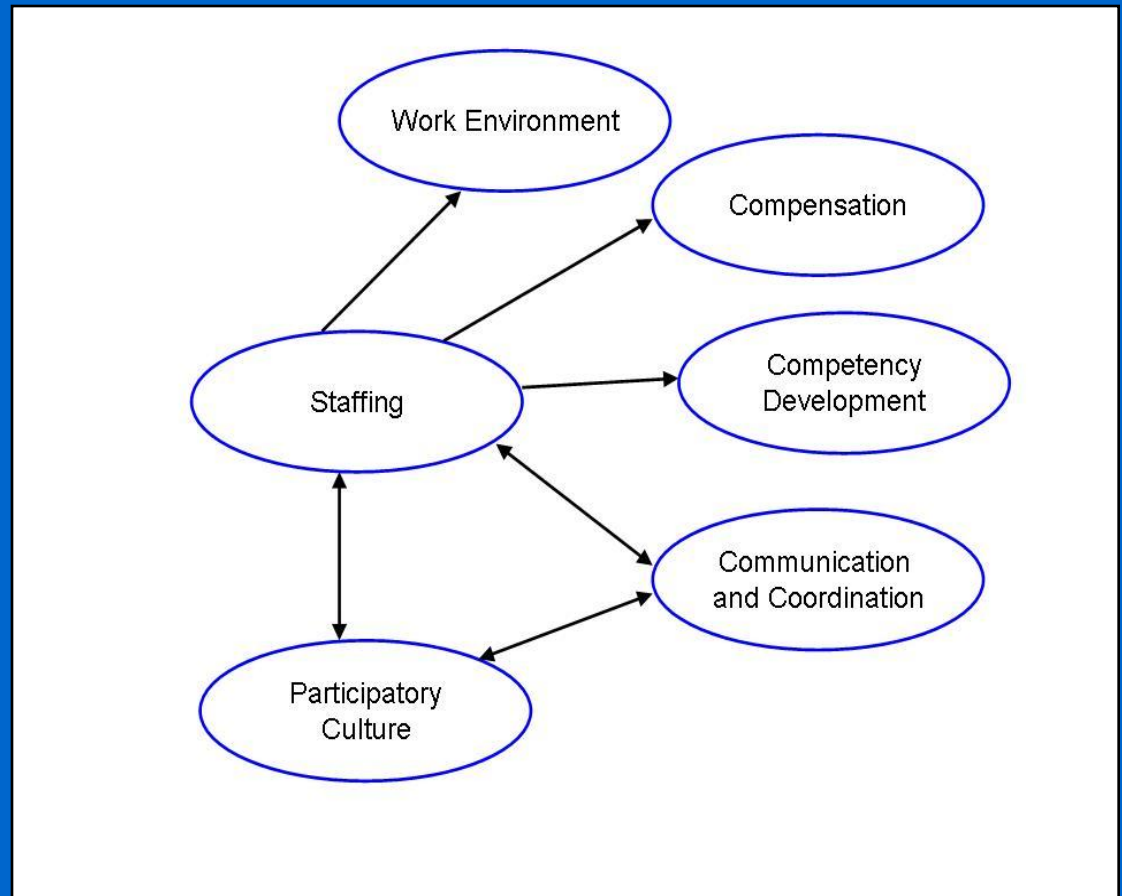 Work Environment
Compensation
Competency
Development
Staffing
Communication
and Coordination
Participatory
Culture